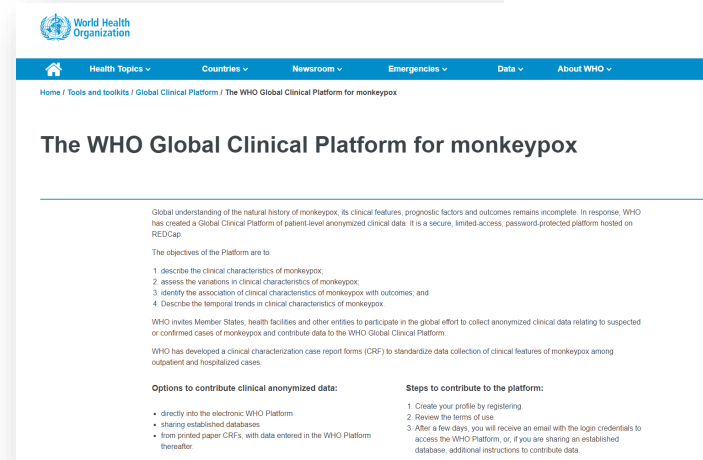 World Health
Organization
Health Topics
Countries
Newsroom
Emergencies
Data
About WHO
Home / Tools and toolkits / Global Clinical Platform / The WHO Global Clinical Platform for monkeypox
The WHO Global Clinical Platform for monkeypox
Global understanding of the natural history of monkeypox, its clinical features, prognostic factors and outcomes remains incomplete. In response, WHO
has created a Global Clinical Platform of patient-level anonymized clinical data. It is a secure, limited-access, password-protected platform hosted on
REDCap.
The objectives of the Platform are to:
1. describe the clinical characteristics of monkeypox;
2. assess the variations in clinical characteristics of monkeypox;
3. identify the association of clinical characteristics of monkeypox with outcomes; and
4. Describe the temporal trends in clinical characteristics of monkeypox.
WHO invites Member States, health facilities and other entities to participate in the global effort to collect anonymized clinical data relating to suspected
or confirmed cases of monkeypox and contribute data to the WHO Global Clinical Platform.
WHO has developed a clinical characterization case report forms (CRF) to standardize data collection of clinical features of monkeypox among
outpatient and hospitalized cases.
Options to contribute clinical anonymized data:
• directly into the electronic WHO Platform
• sharing established databases
• from printed paper CRFs, with data entered in the WHO Platform
thereafter.
Steps to contribute to the platform:
1. Create your profile by registering.
2. Review the terms of use.
3. After a few days, you will receive an email with the login credentials to
access the WHO Platform, or, if you are sharing an established
database, additional instructions to contribute data.